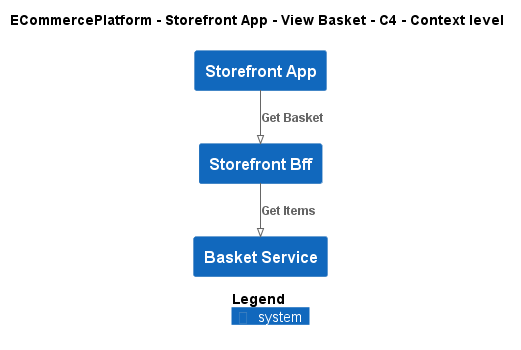 ECommercePlatform - Storefront App - View Basket - C4 - Context level
Storefront App
Get Basket
Storefront Bff
Get Items
Basket Service
Legend
system